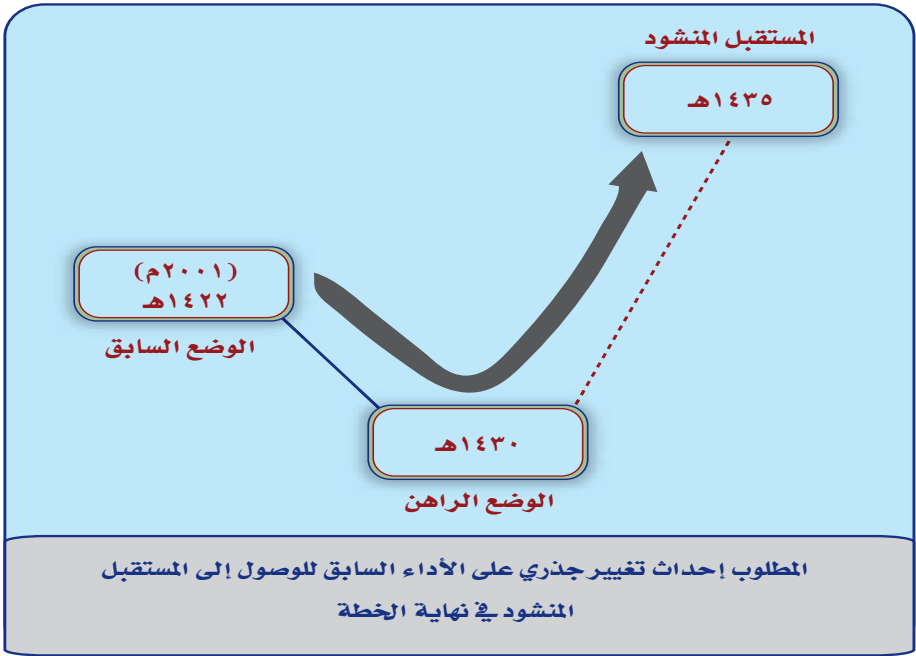 المستقبل المنشود
١٤٣٥هـ
(٢٠٠١م)
١٤٢٢هـ
الوضع السابق
١٤٣٠هـ
الوضع الراهن
المطلوب إحداث تغيير جذري على الأداء السابق للوصول إلى المستقبل
المنشود في نهاية الخطة